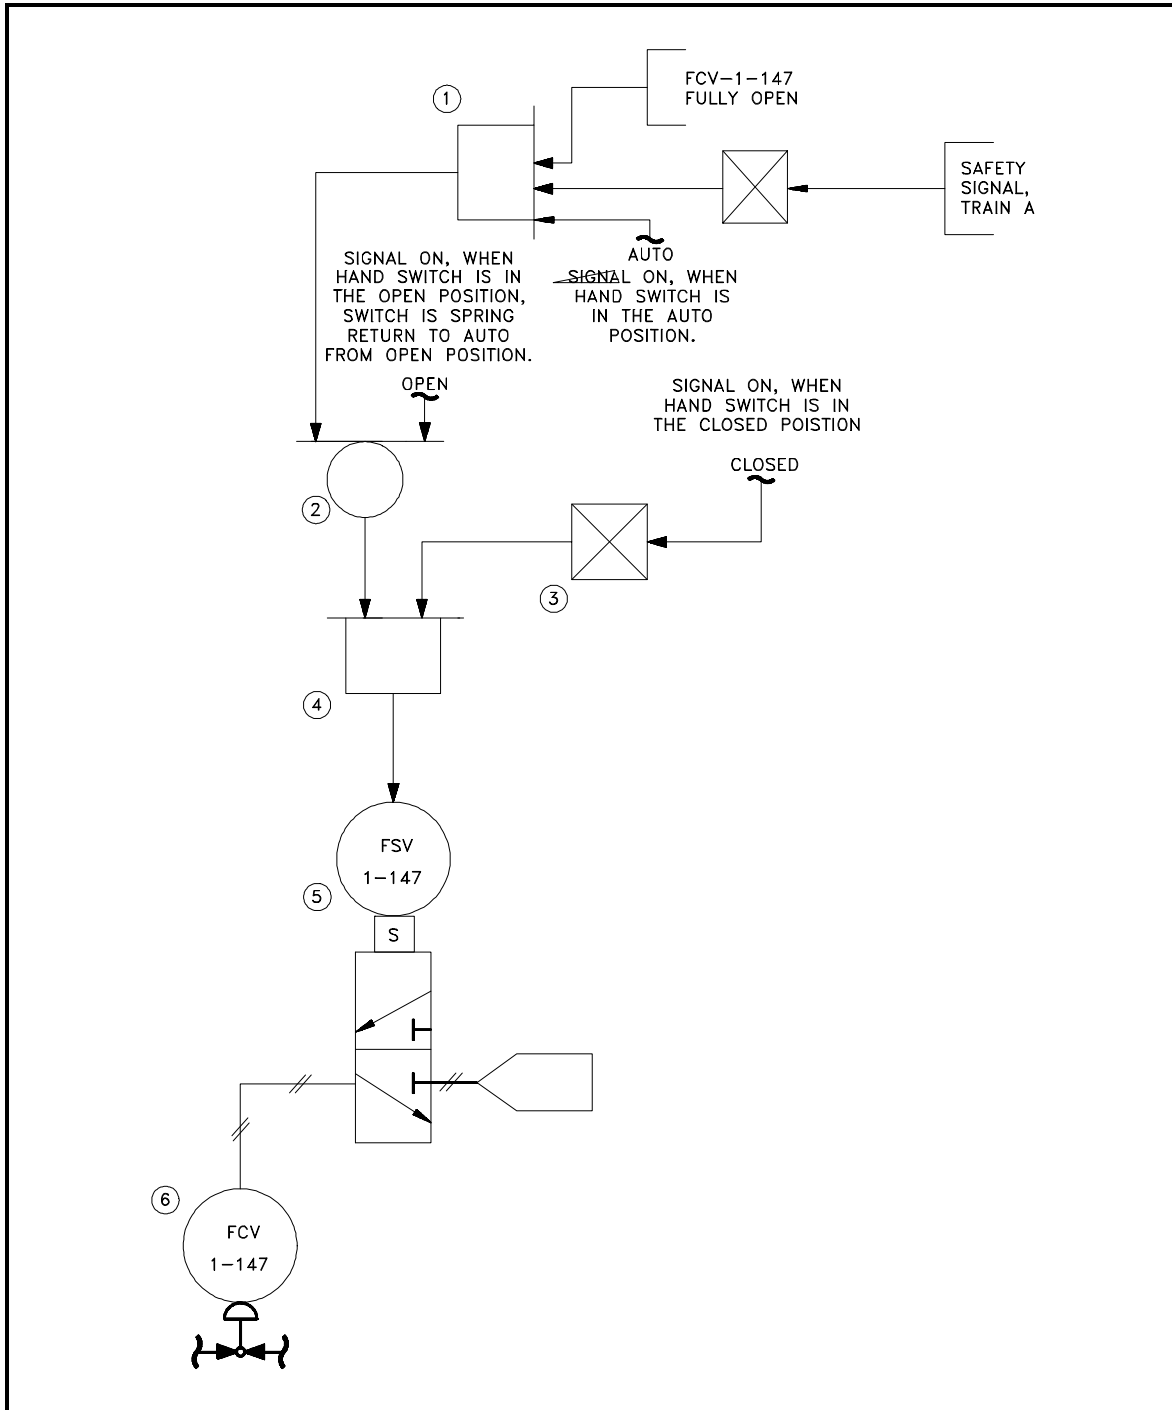 1
FCV-1-147
FULLY OPEN
SAFETY
SIGNAL,
TRAIN A
SIGNAL ON, WHEN
HAND SWITCH IS IN
THE OPEN POSITION,
SWITCH IS SPRING
RETURN TO AUTO
FROM OPEN POSITION.
OPEN
AUTO
SIGNAL ON, WHEN
HAND SWITCH IS
IN THE AUTO
POSITION.
SIGNAL ON, WHEN
HAND SWITCH IS IN
THE CLOSED POISTION
CLOSED
2
3
4
FSV
1-147
5
S
6
FCV
1-147